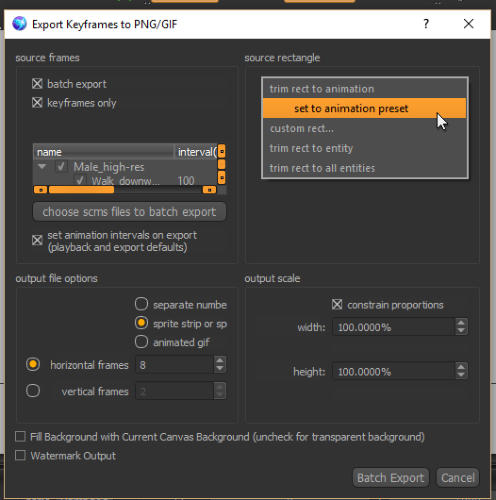 Export Keyframes to PNG/GIF
?
source frames
batch export
keyframes only
name interval(
Male_high-res
Walk_downw... 100
choose scms files to batch export
set animation intervals on export
(playback and export defaults)
source rectangle
trim rect to animation
set to animation preset
custom rect...
trim rect to entity
trim rect to all entities
output file options
separate numbe
sprite strip or sp
animated gif
horizontal frames 8
vertical frames 2
output scale
constrain proportions
width: 100.0000%
height: 100.0000%
Fill Background with Current Canvas Background (uncheck for transparent background)
Watermark Output
Batch Export Cancel